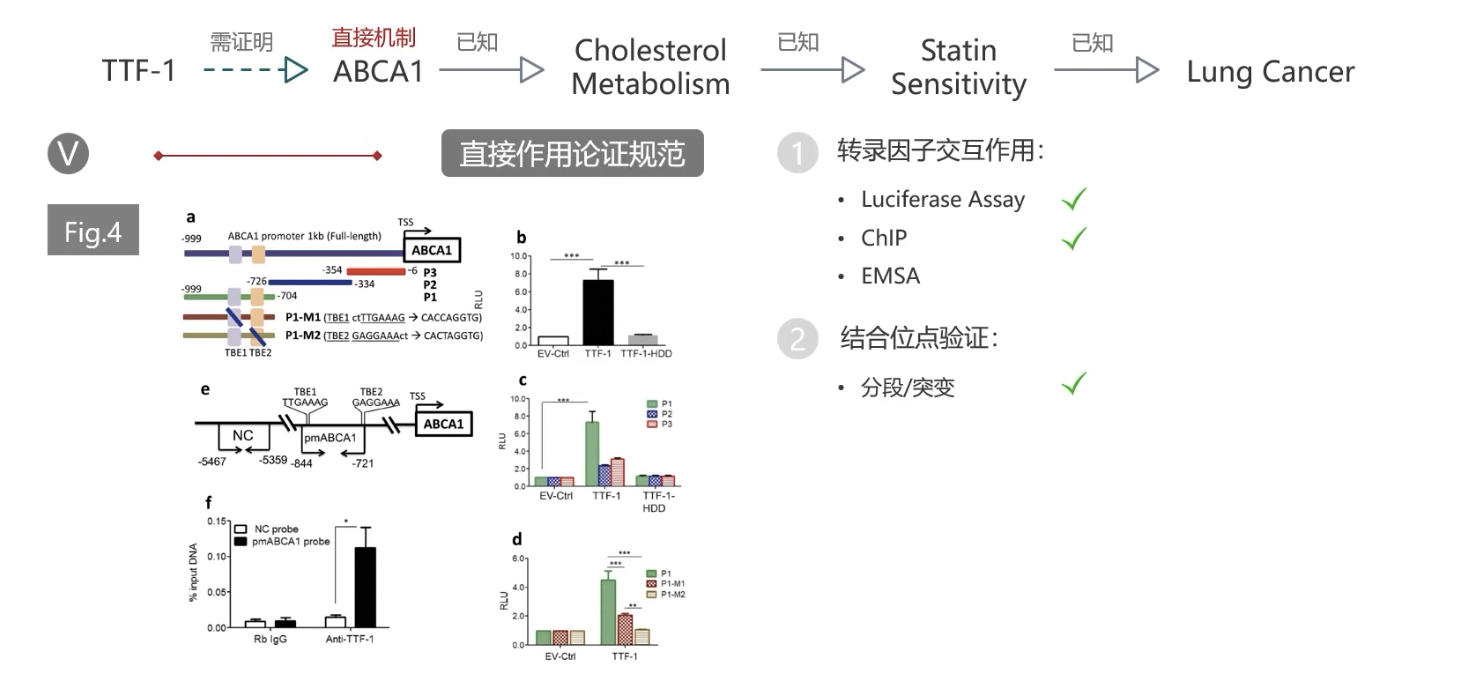 需证明
直接机制
已知
已知
已知
TTF-1
ABCA1
Cholesterol
Metabolism
Statin
Sensitivity
Lung Cancer
V
直接作用论证规范
Fig.4
a
TSS
-999
ABCA1 promoter 1kb (Full-length)
ABCA1
-354
-6
P3
-726
-334
P2
-999
-704
P1
P1-M1 (TBE1 ctTTGAAAG → CACCAGGTG)
P1-M2 (TBE2 GAGGAAAct → CACTAGGTG)
TBE1 TBE2
b
10.0
8.0
6.0
4.0
2.0
0.0
RLU
***
***
EV-Ctrl
TTF-1
TTF-1-HDD
e
TBE1
TTGAAAG
TBE2
GAGGAAA
TSS
ABCA1
NC
pmABCA1
-5467
-5359
-844
-721
c
10.0
8.0
6.0
4.0
2.0
0.0
RLU
***
P1
P2
P3
EV-Ctrl
TTF-1
TTF-1-
HDD
f
0.15
0.10
0.05
0.00
% input DNA
NC probe
pmABCA1 probe
*
Rb IgG
Anti-TTF-1
d
6.0
4.0
2.0
0.0
RLU
***
***
**
P1
P1-M1
P1-M2
EV-Ctrl
TTF-1
1
转录因子交互作用：
• Luciferase Assay
• ChIP
• EMSA
2
结合位点验证：
• 分段/突变